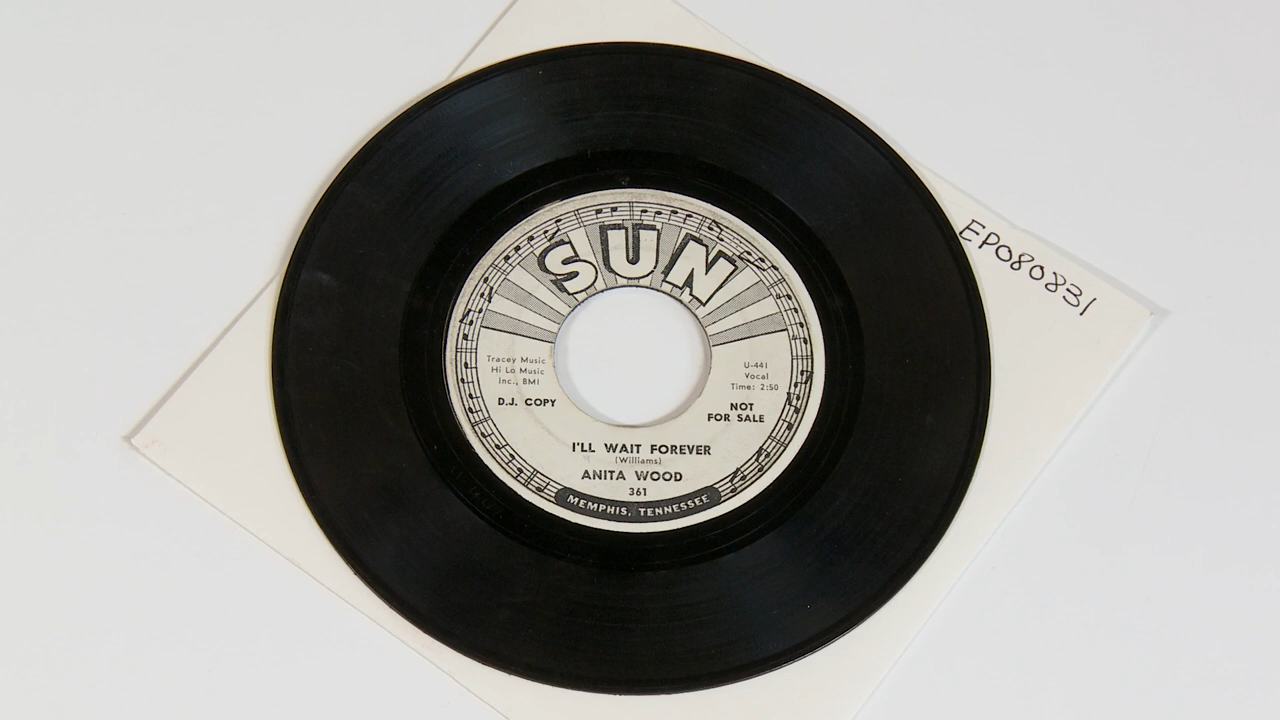 SUN
EP080831
Tracey Music
Hi Lo Music
Inc., BMI
D.J. COPY
U-441
Vocal
Time: 2:50
NOT
FOR SALE
I'LL WAIT FOREVER
(Williams)
ANITA WOOD
361
MEMPHIS, TENNESSEE